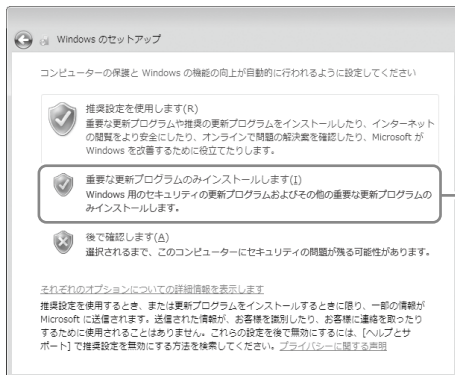 Windows のセットアップ
コンピューターの保護と Windows の機能の向上が自動的に行われるように設定してください
推奨設定を使用します(R)
重要な更新プログラムや推奨の更新プログラムをインストールしたり、インターネット
の閲覧をより安全にしたり、オンラインで問題の解決策を確認したり、Microsoft が
Windows を改善するために役立てたりします。
重要な更新プログラムのみインストールします(I)
Windows 用のセキュリティの更新プログラムおよびその他の重要な更新プログラムの
みインストールします。
後で確認します(A)
選択されるまで、このコンピューターにセキュリティの問題が残る可能性があります。
それぞれのオプションについての詳細情報を表示します
推奨設定を使用するとき、または更新プログラムをインストールするときに限り、一部の情報が
Microsoft に送信されます。送信された情報が、お客様を識別したり、お客様に連絡を取ったり
するために使用されることはありません。これらの設定を後で無効にするには、[ヘルプとサ
ポート] で推奨設定を無効にする方法を検索してください。プライバシーに関する声明